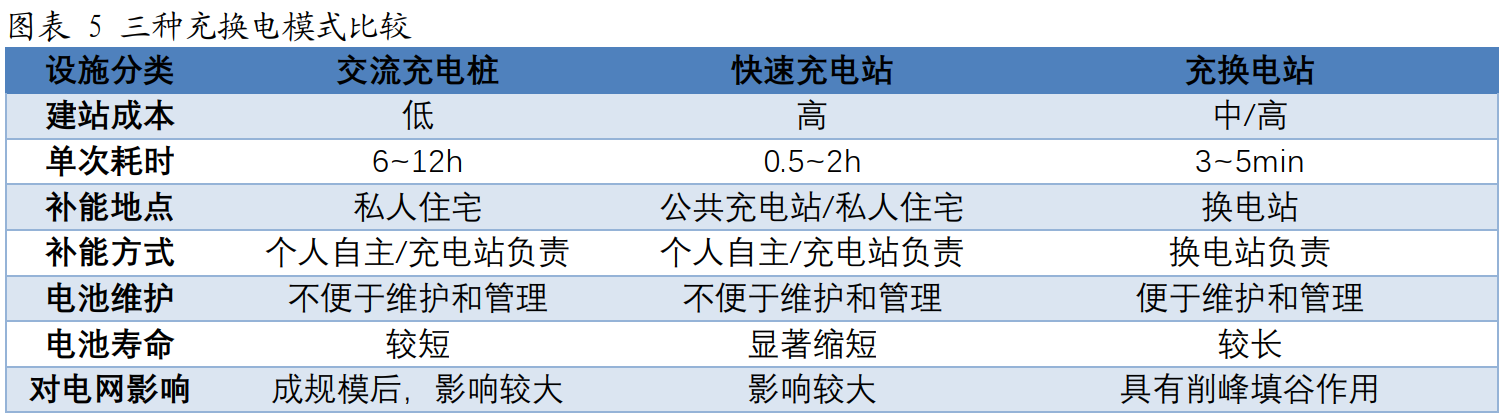 图表 5 三种充换电模式比较
设施分类 交流充电桩 快速充电站 充换电站
建站成本 低 高 中/高
单次耗时 6~12h 0.5~2h 3~5min
补能地点 私人住宅 公共充电站/私人住宅 换电站
补能方式 个人自主/充电站负责 个人自主/充电站负责 换电站负责
电池维护 不便于维护和管理 不便于维护和管理 便于维护和管理
电池寿命 较短 显著缩短 较长
对电网影响 成规模后，影响较大 影响较大 具有削峰填谷作用